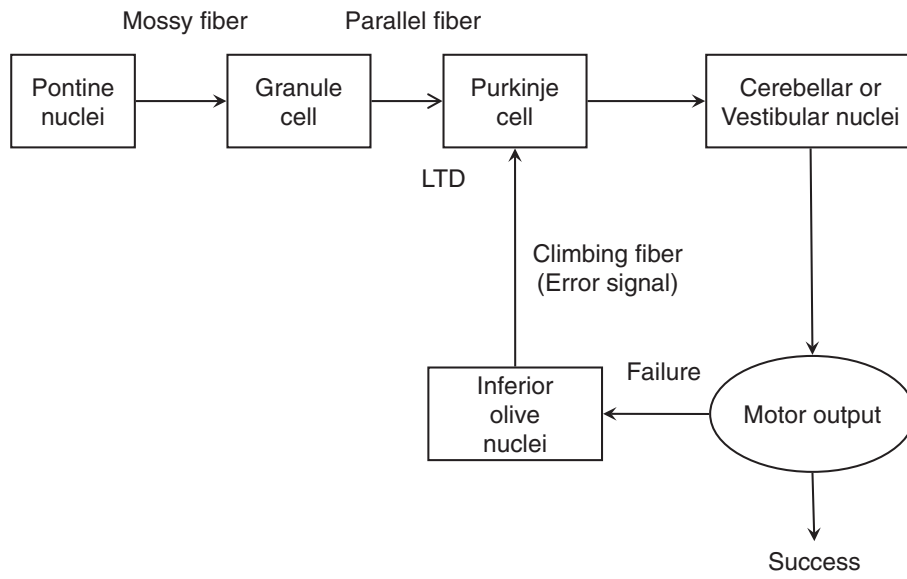 Mossy fiber
Parallel fiber
Pontine
nuclei
Granule
cell
Purkinje
cell
Cerebellar or
Vestibular nuclei
LTD
Climbing fiber
(Error signal)
Inferior
olive
nuclei
Failure
Motor output
Success